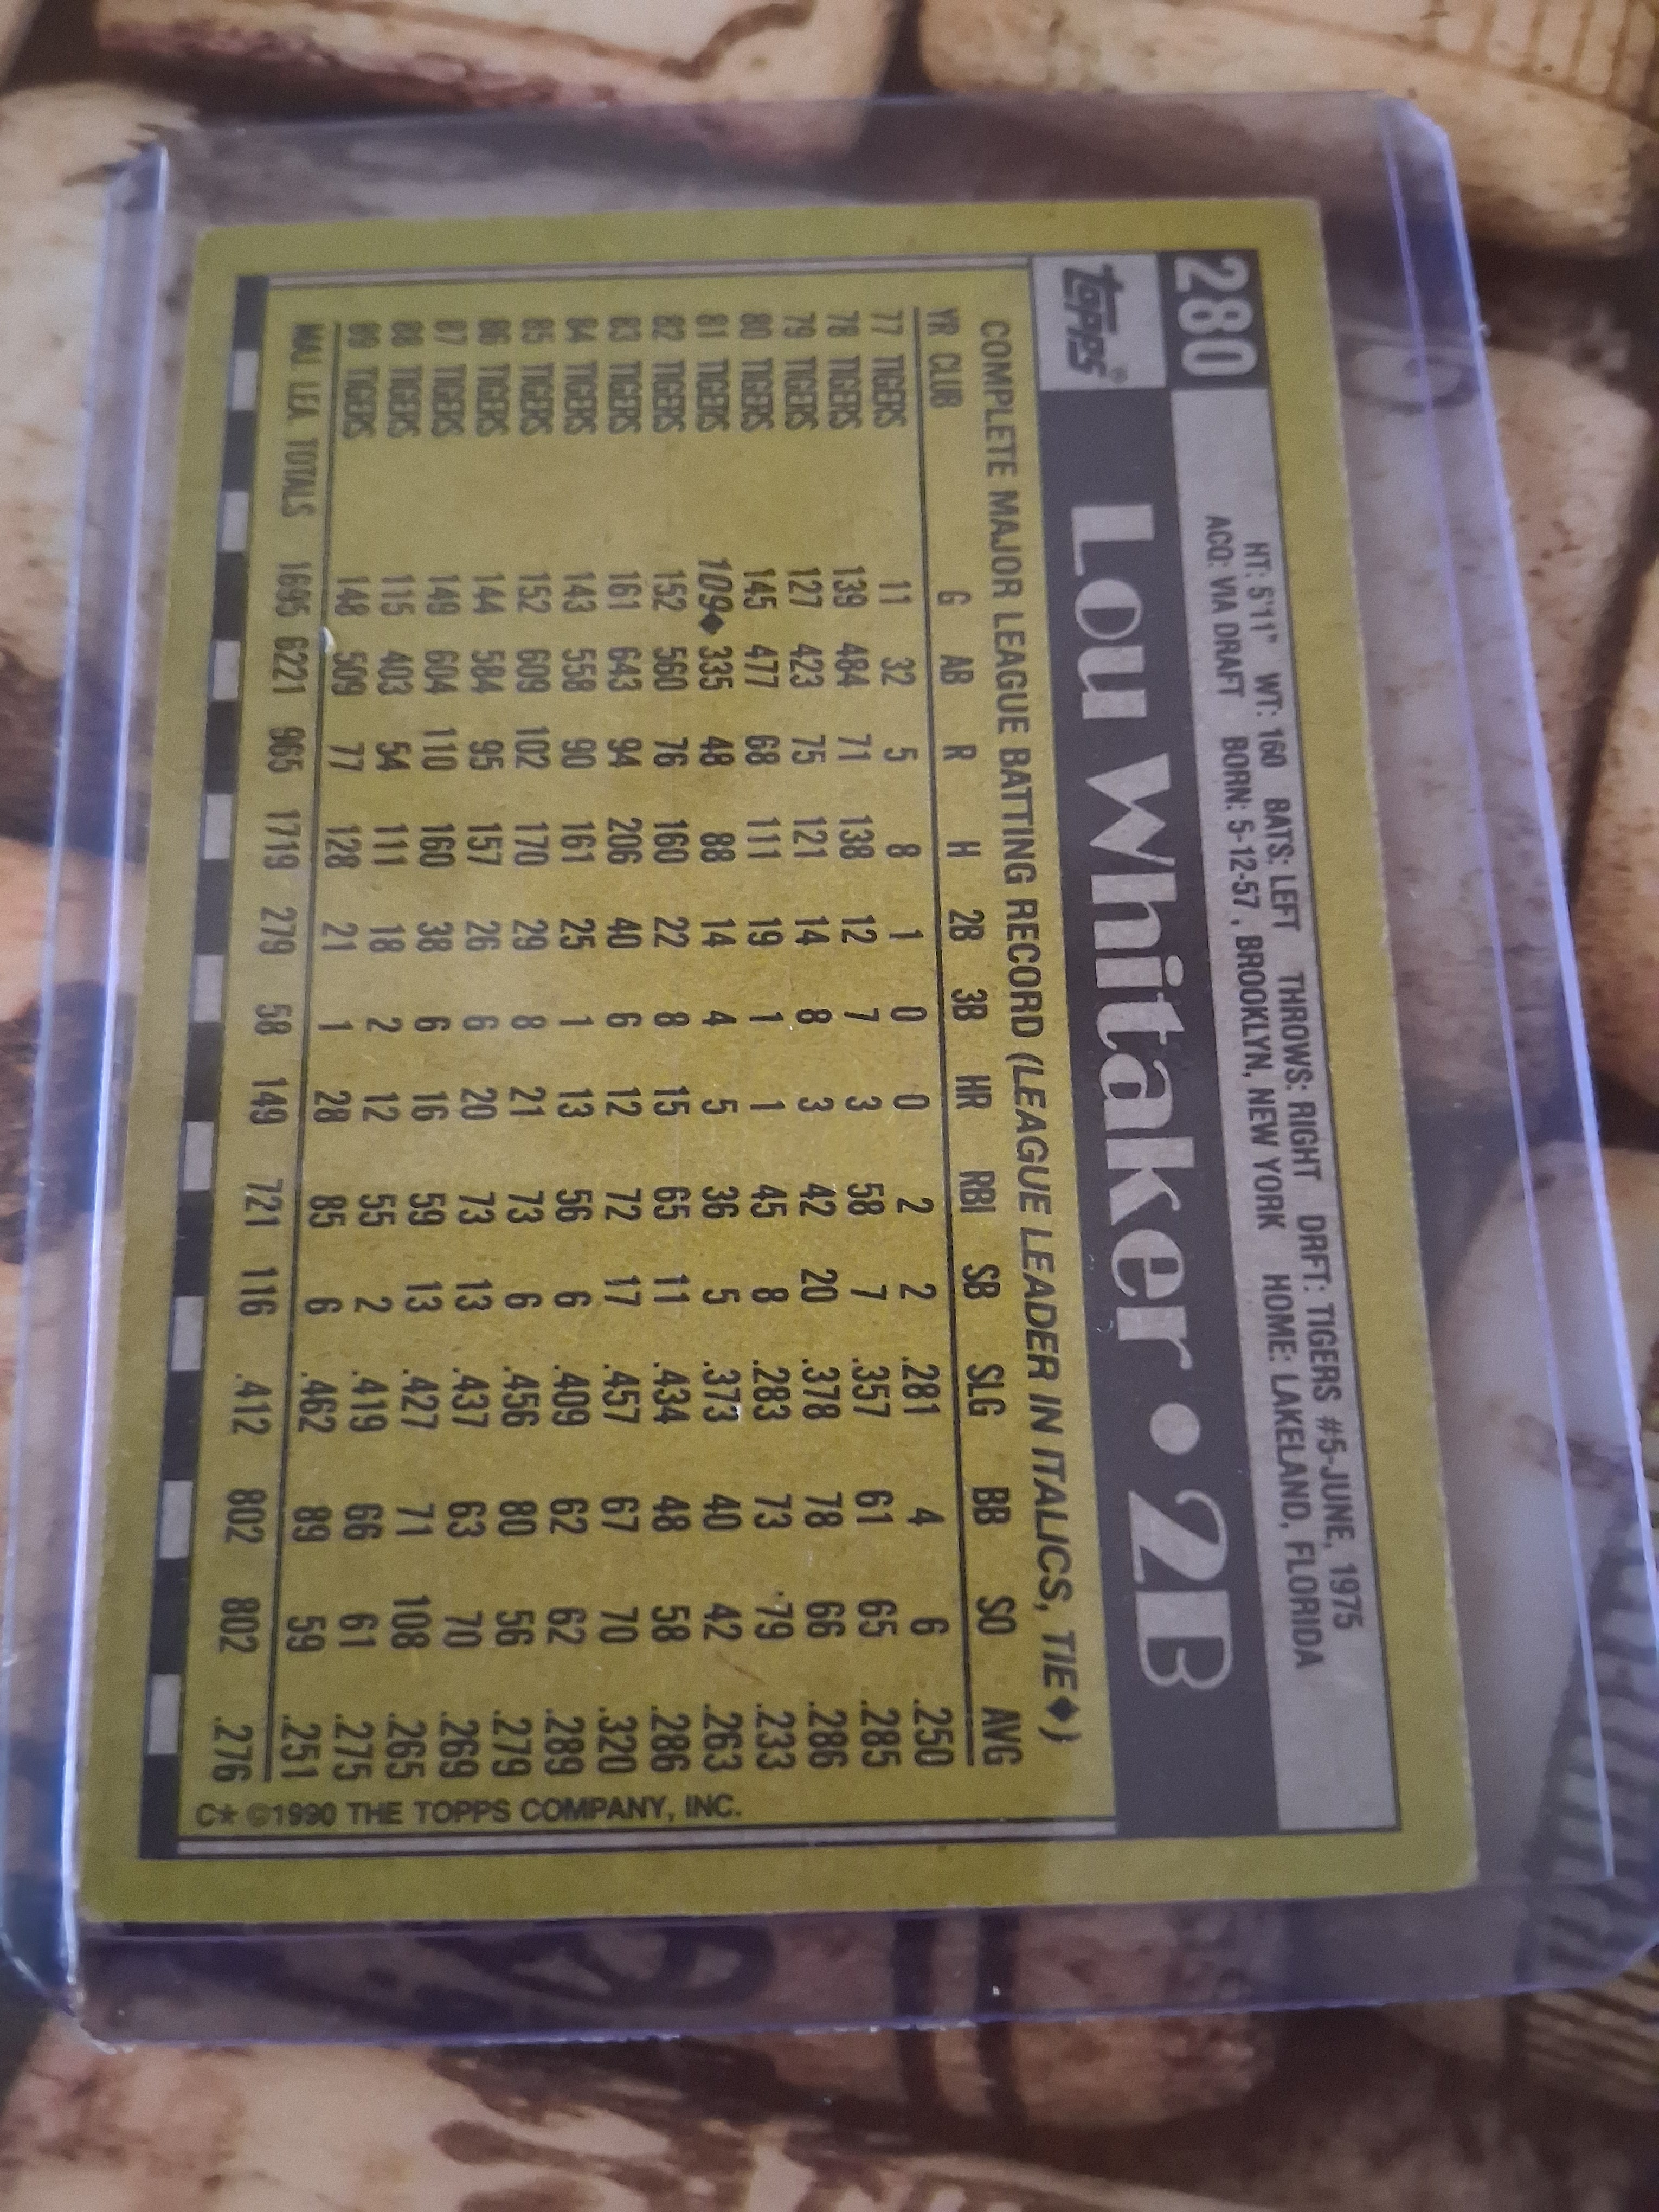 280
HT: 5'11" WT: 160 BATS: LEFT THROWS: RIGHT DRFT: TIGERS #5-JUNE, 1975
ACQ: VIA DRAFT BORN: 5-12-57, BROOKLYN, NEW YORK HOME: LAKELAND, FLORIDA
topps®
Lou Whitaker • 2B
COMPLETE MAJOR LEAGUE BATTING RECORD (LEAGUE LEADER IN ITALICS, TIE♦)
YR CLUB G AB R H 2B 3B HR RBI SB SLG BB SO AVG
77 TIGERS 11 32 5 8 1 0 0 2 2 .281 4 6 .250
78 TIGERS 139 484 71 138 12 7 3 58 7 .357 61 65 .285
79 TIGERS 127 423 75 121 14 8 3 42 20 .378 78 66 .286
80 TIGERS 145 477 68 111 19 1 1 45 8 .283 73 79 .233
81 TIGERS 109♦ 335 48 88 14 4 5 36 5 .373 40 42 .263
82 TIGERS 152 560 76 160 22 8 15 65 11 .434 48 58 .286
83 TIGERS 161 643 94 206 40 6 12 72 17 .457 67 70 .320
84 TIGERS 143 558 90 161 25 1 13 56 6 .409 62 62 .289
85 TIGERS 152 609 102 170 29 8 21 73 6 .456 80 56 .279
86 TIGERS 144 584 95 157 26 6 20 73 13 .437 63 70 .269
87 TIGERS 149 604 110 160 38 6 16 59 13 .427 71 108 .265
88 TIGERS 115 403 54 111 18 2 12 55 2 .419 66 61 .275
89 TIGERS 148 509 77 128 21 1 28 85 6 .462 89 59 .251
MAJ. LEA. TOTALS 1695 6221 965 1719 279 58 149 721 116 .412 802 802 .276
C* ©1990 THE TOPPS COMPANY, INC.